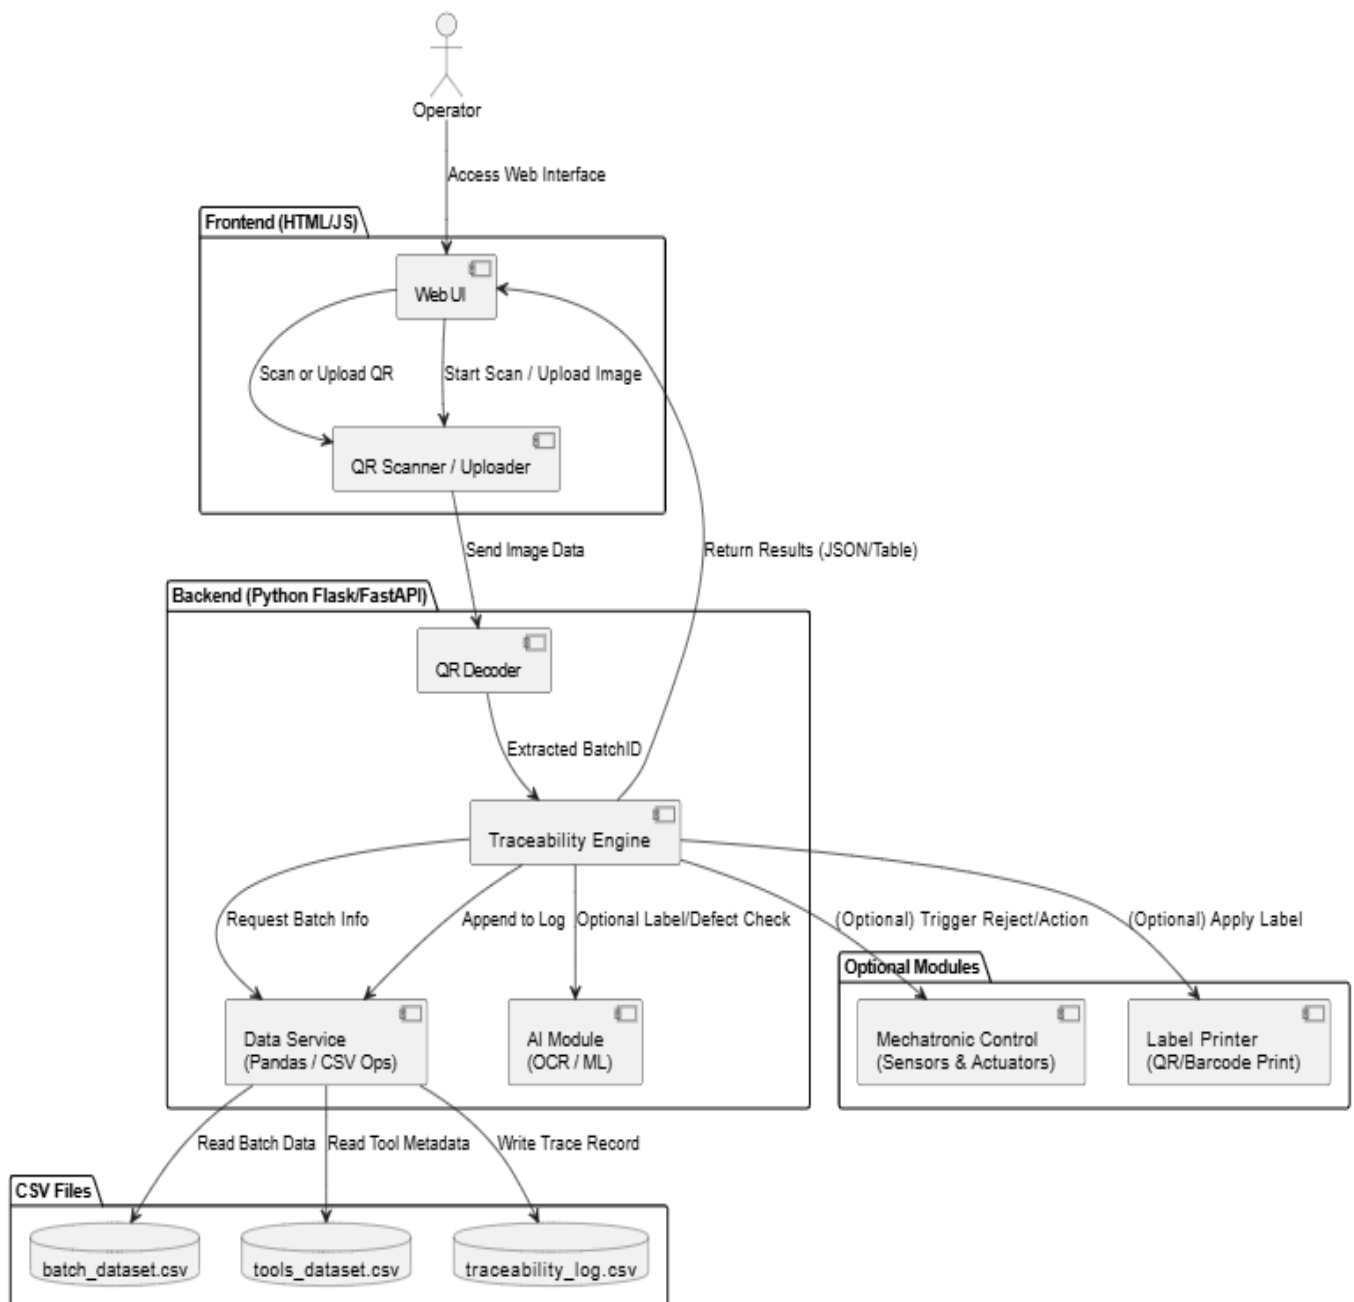 Operator
Access Web Interface
Frontend (HTML/JS)
Web UI
Scan or Upload QR
Start Scan / Upload Image
QR Scanner / Uploader
Send Image Data
Return Results (JSON/Table)
Backend (Python Flask/FastAPI)
QR Decoder
Extracted BatchID
Traceability Engine
Request Batch Info
Append to Log
Optional Label/Defect Check
(Optional) Trigger Reject/Action
(Optional) Apply Label
Optional Modules
Data Service
(Pandas / CSV Ops)
AI Module
(OCR / ML)
Mechatronic Control
(Sensors & Actuators)
Label Printer
(QR/Barcode Print)
Read Batch Data
Read Tool Metadata
Write Trace Record
CSV Files
batch_dataset.csv
tools_dataset.csv
traceability_log.csv